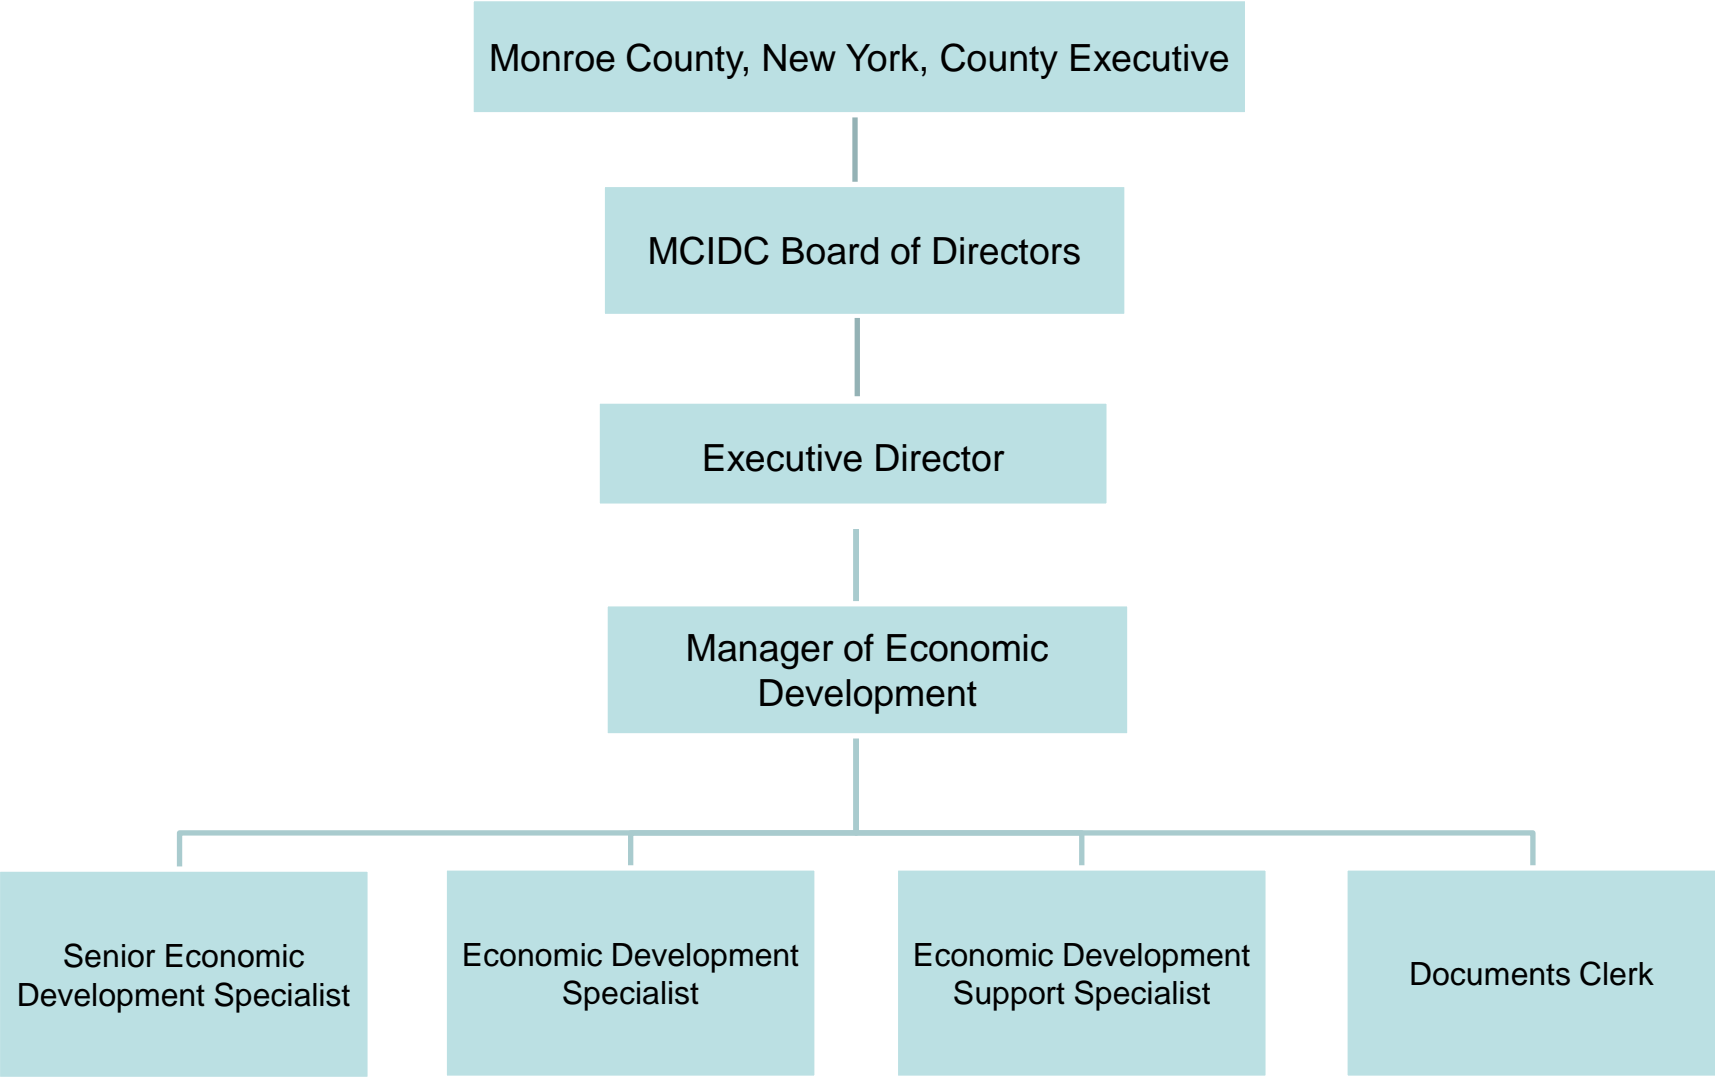 Monroe County, New York, County Executive
MCIDC Board of Directors
Executive Director
Manager of Economic
Development
Senior Economic
Development Specialist
Economic Development
Specialist
Economic Development
Support Specialist
Documents Clerk